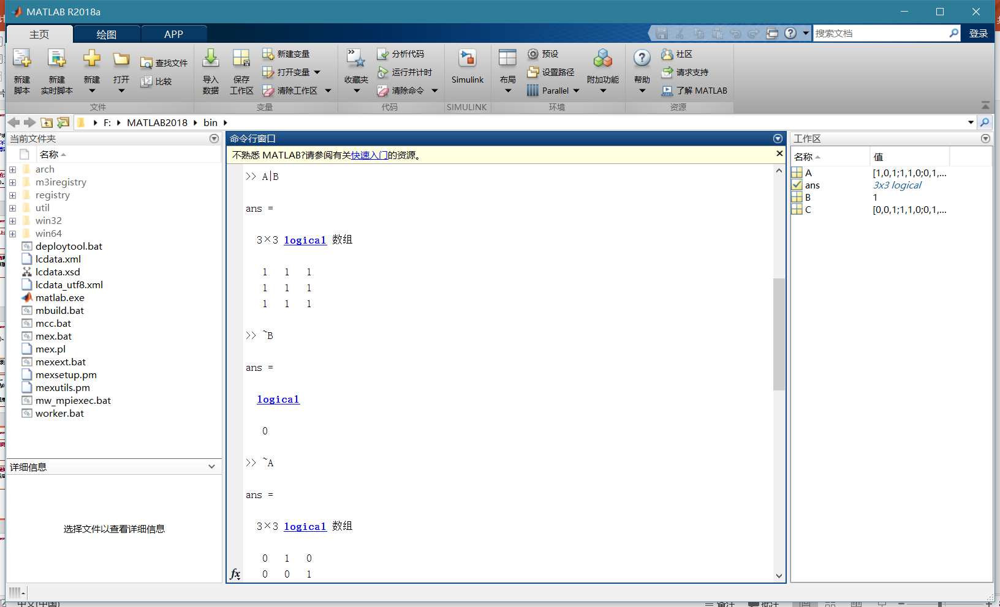 MATLAB R2018a
主页 绘图 APP
搜索文档
登录
新建 脚本
新建 实时脚本
新建
打开
查找文件
比较
导入 数据
保存 工作区
新建变量
打开变量
清除工作区
收藏夹
分析代码
运行并计时
清除命令
Simulink
布局
预设
设置路径
Parallel
附加功能
帮助
社区
请求支持
了解 MATLAB
文件 变量 代码 SIMULINK 环境 资源
F: MATLAB2018 bin
当前文件夹
名称
arch
m3iregistry
registry
util
win32
win64
deploytool.bat
lcdata.xml
lcdata.xsd
lcdata_utf8.xml
matlab.exe
mbuild.bat
mcc.bat
mex.bat
mex.pl
mexext.bat
mexsetup.pm
mexutils.pm
mw_mpiexec.bat
worker.bat
详细信息
选择文件以查看详细信息
命令行窗口
不熟悉 MATLAB?请参阅有关快速入门的资源。
>> A|B
ans =
3×3 logical 数组
1 1 1
1 1 1
1 1 1
>> ~B
ans =
logical
0
>> ~A
ans =
3×3 logical 数组
0 1 0
0 0 1
fx
工作区
名称 值
A [1,0,1;1,1,0;0,1,...
ans 3x3 logical
B 1
C [0,0,1;1,1,0;0,1,...
中文(中国)
备注 批注